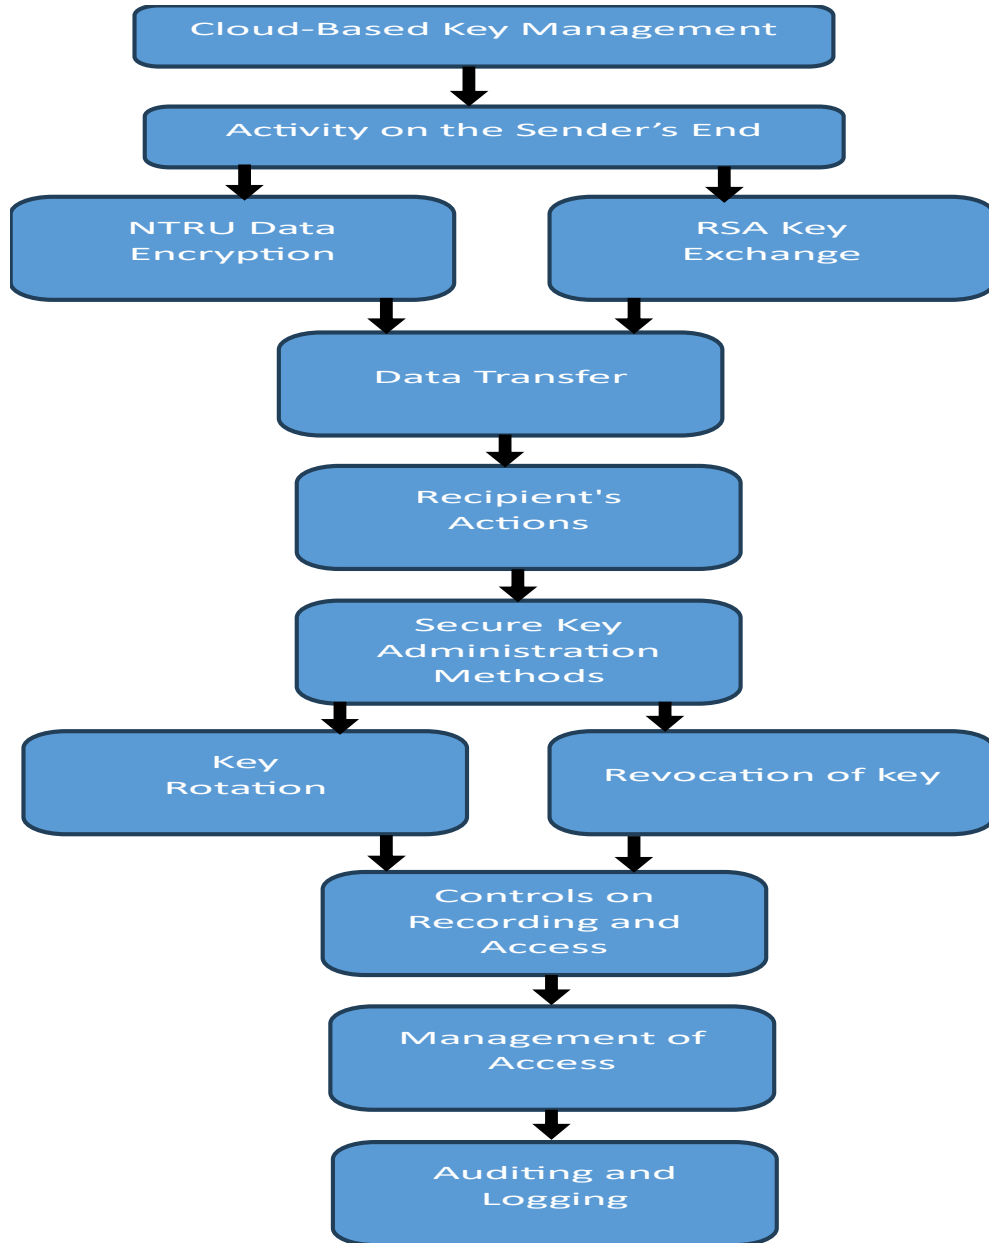 Cloud-Based Key Management
Activity on the Sender’s End
NTRU Data
Encryption
RSA Key
Exchange
Data Transfer
Recipient's
Actions
Secure Key
Administration
Methods
Key
Rotation
Revocation of key
Controls on
Recording and
Access
Management of
Access
Auditing and
Logging